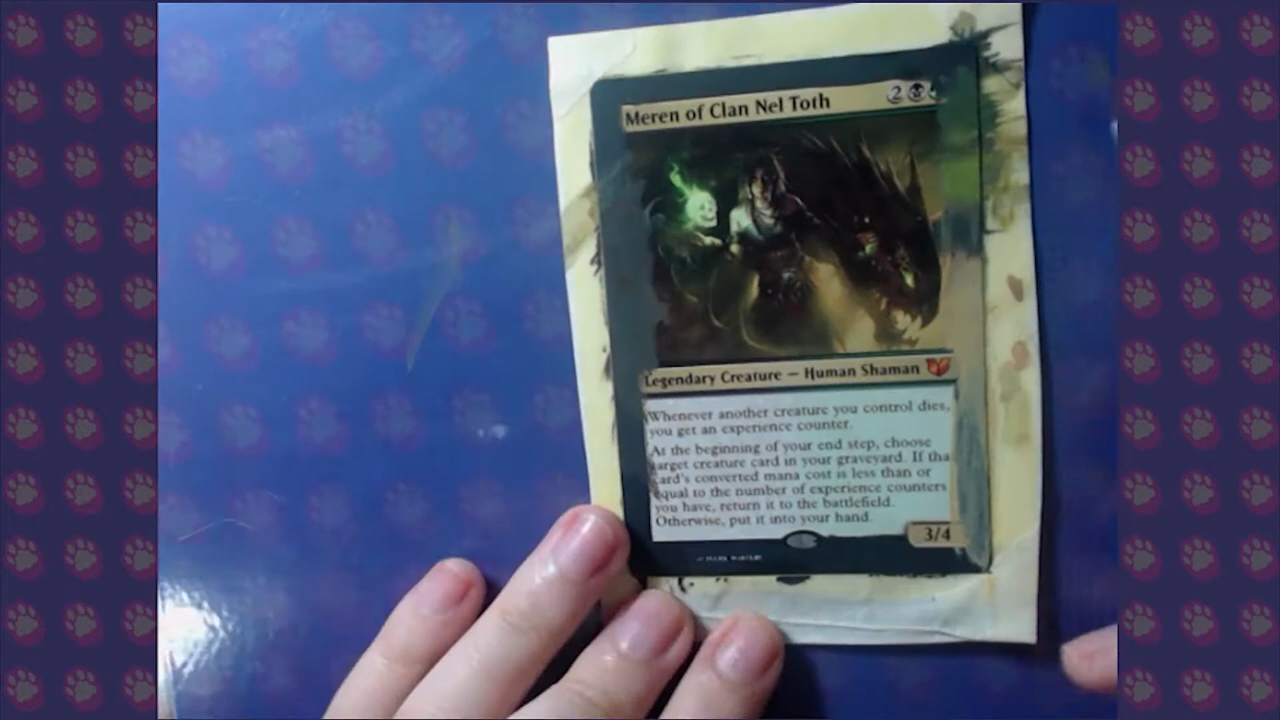 Meren of Clan Nel Toth 2
Legendary Creature — Human Shaman
Whenever another creature you control dies,
you get an experience counter.
At the beginning of your end step, choose
target creature card in your graveyard. If tha
card's converted mana cost is less than or
equal to the number of experience counters
you have, return it to the battlefield.
Otherwise, put it into your hand.
3/4